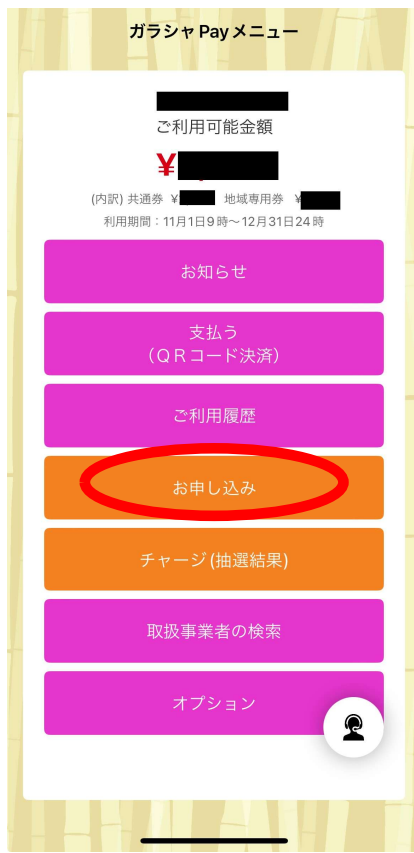 ガラシャPayメニュー
ご利用可能金額
¥
(内訳) 共通券 ¥ 地域専用券 ¥
利用期間：11月1日9時～12月31日24時
お知らせ
支払う
（ＱＲコード決済）
ご利用履歴
お申し込み
チャージ(抽選結果)
取扱事業者の検索
オプション